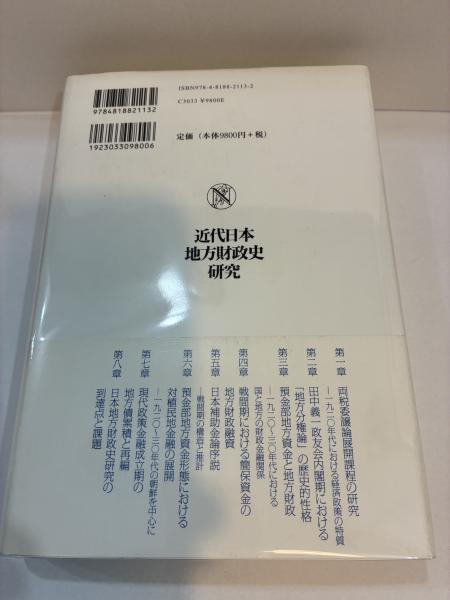 ISBN978-4-8188-2113-2
C3033 ¥9800E
定価（本体9800円+税）
9784818821132
1923033098006
近代日本
地方財政史
研究
第一章 両税委譲論展開課程の研究
―一九二〇年代における経済政策の特質
第二章 田中義一政友会内閣期における
「地方分権論」の歴史的性格
第三章 預金部地方資金と地方財政
―一九二〇~三〇年代における
国と地方の財政金融関係
第四章 戦間期における簡保資金の
地方財政融資
第五章 日本補助金論序説
―戦間期の構造と推計
第六章 預金部地方資金形態における
対植民地金融の展開
―一九二〇~三〇年代の朝鮮を中心に
第七章 現代政策金融成立期の
地方債累積と再編
第八章 日本地方財政史研究の
到達点と課題